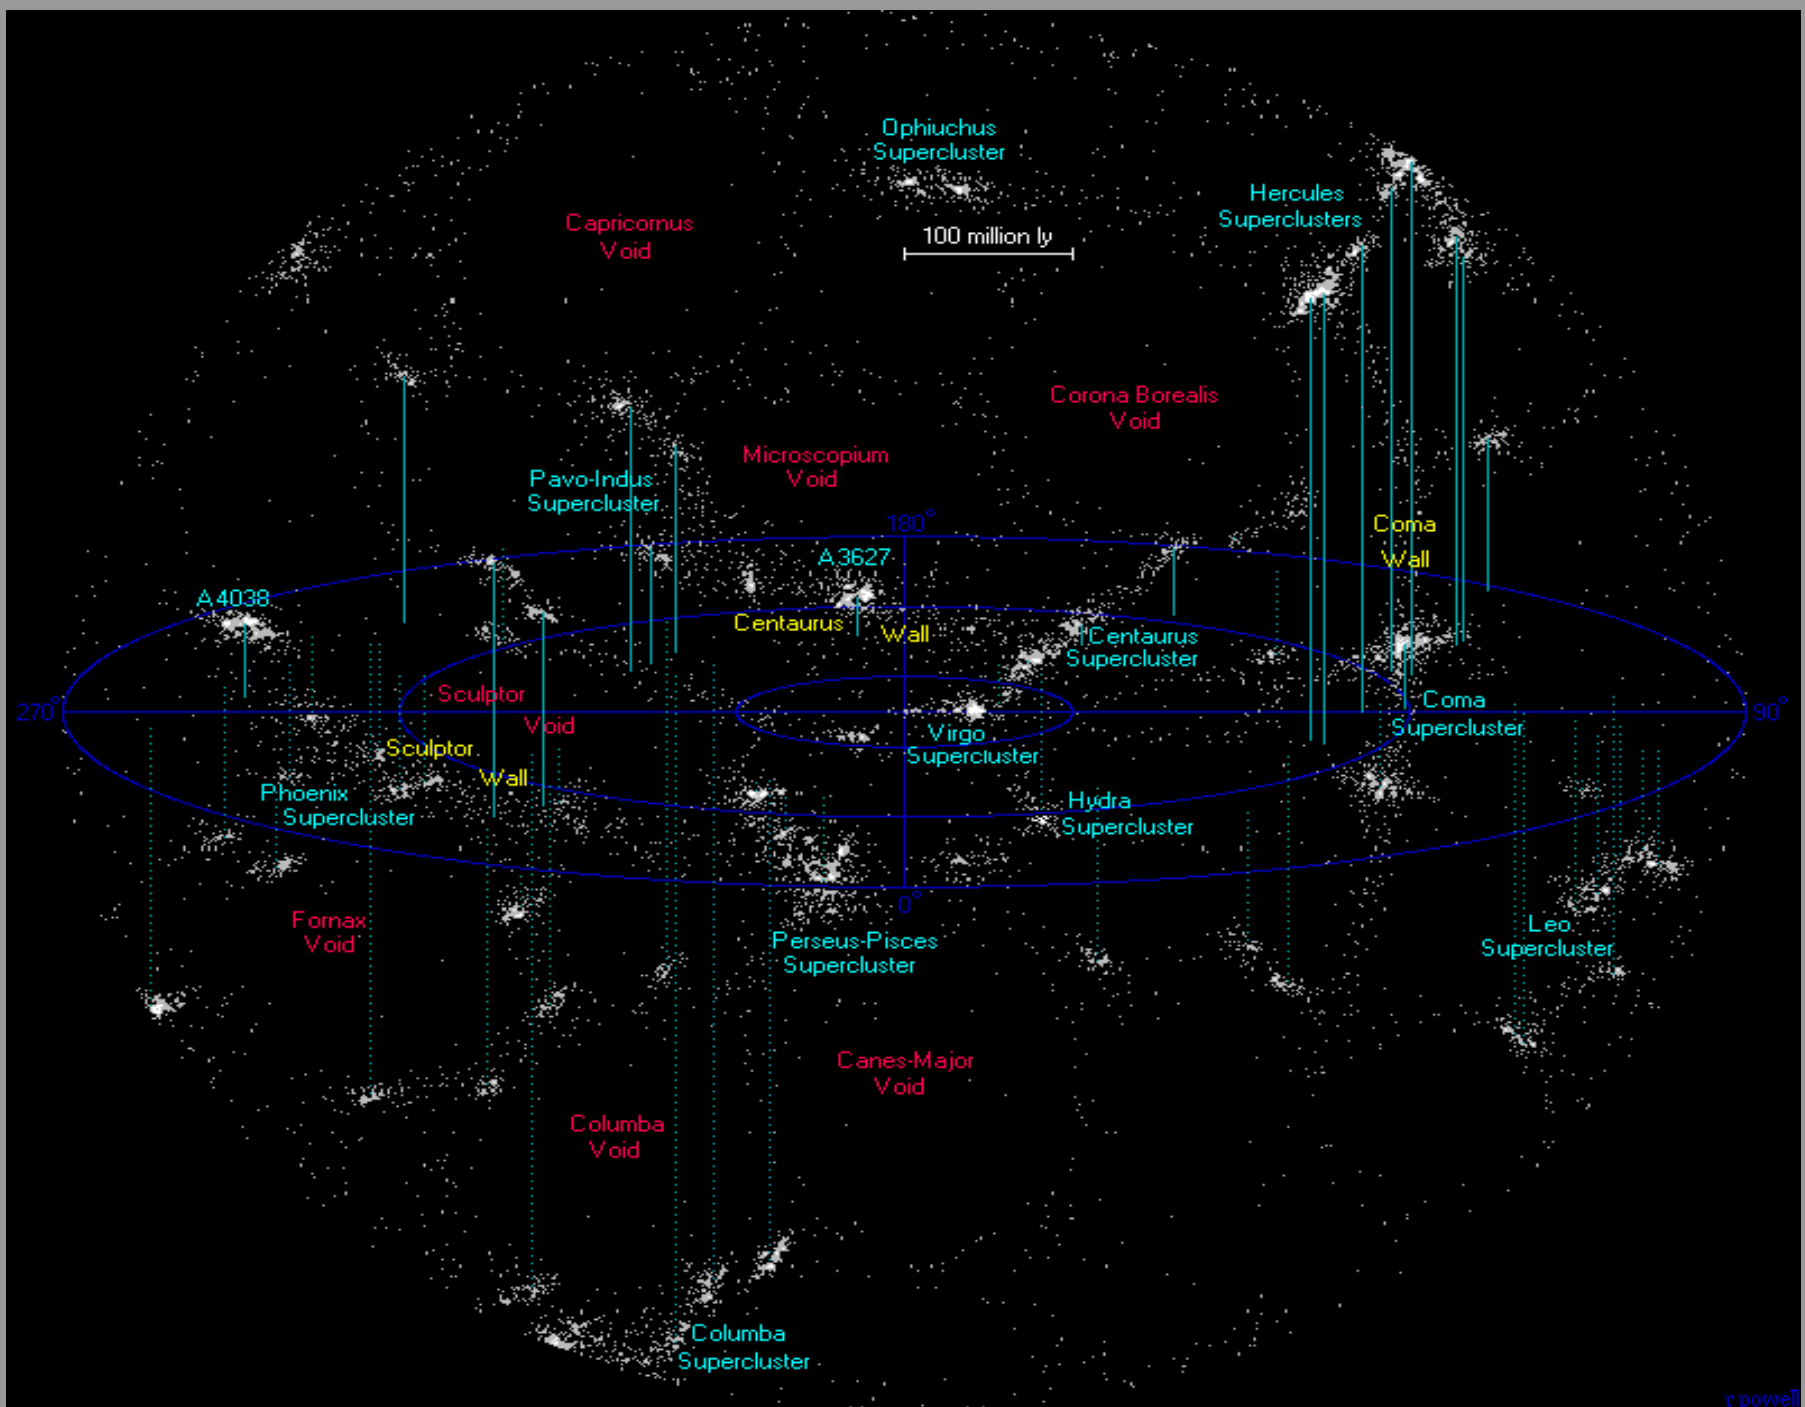 Ophiuchus
Supercluster
Hercules
Superclusters
Capricornus
Void
100 million ly
Corona Borealis
Void
Microscopium
Void
Pavo-Indus
Supercluster
180°
Coma
Wall
A3627
A4038
Centaurus
Wall
Centaurus
Supercluster
Sculptor
Void
270°
90°
Coma
Supercluster
Virgo
Supercluster
Sculptor
Wall
Phoenix
Supercluster
Hydra
Supercluster
0°
Fornax
Void
Perseus-Pisces
Supercluster
Leo
Supercluster
Canes-Major
Void
Columba
Void
Columba
Supercluster
r powell